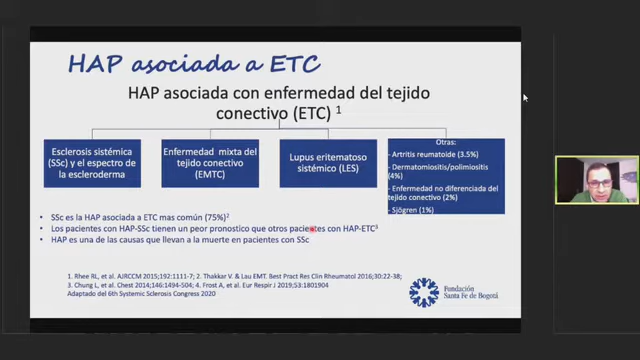 HAP asociada a ETC
HAP asociada con enfermedad del tejido
conectivo (ETC) 1
Esclerosis sistémica
(SSc) y el espectro de
la escleroderma
Enfermedad mixta del
tejido conectivo
(EMTC)
Lupus eritematoso
sistémico (LES)
Otras:
- Artritis reumatoide (3.5%)
- Dermatomiositis/polimiositis
(4%)
- Enfermedad no diferenciada del
tejido conectivo (2%)
- Sjögren (1%)
• SSc es la HAP asociada a ETC mas común (75%)2
• Los pacientes con HAP-SSc tienen un peor pronostico que otros pacientes con HAP-ETC3
• HAP es una de las causas que llevan a la muerte en pacientes con SSc
1. Rhee RL, et al. AJRCCM 2015;192:1111-7; 2. Thakkar V & Lau EMT. Best Pract Res Clin Rheumatol 2016;30:22-38;
3. Chung L, et al. Chest 2014;146:1494-504; 4. Frost A, et al. Eur Respir J 2019;53:1801904
Adaptado del 6th Systemic Sclerosis Congress 2020
Fundación
Santa Fe de Bogotá